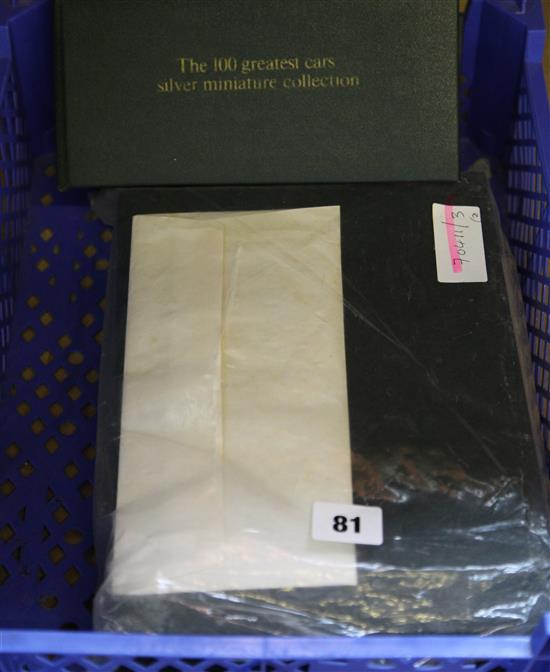 The 100 greatest cars
silver miniature collection
81